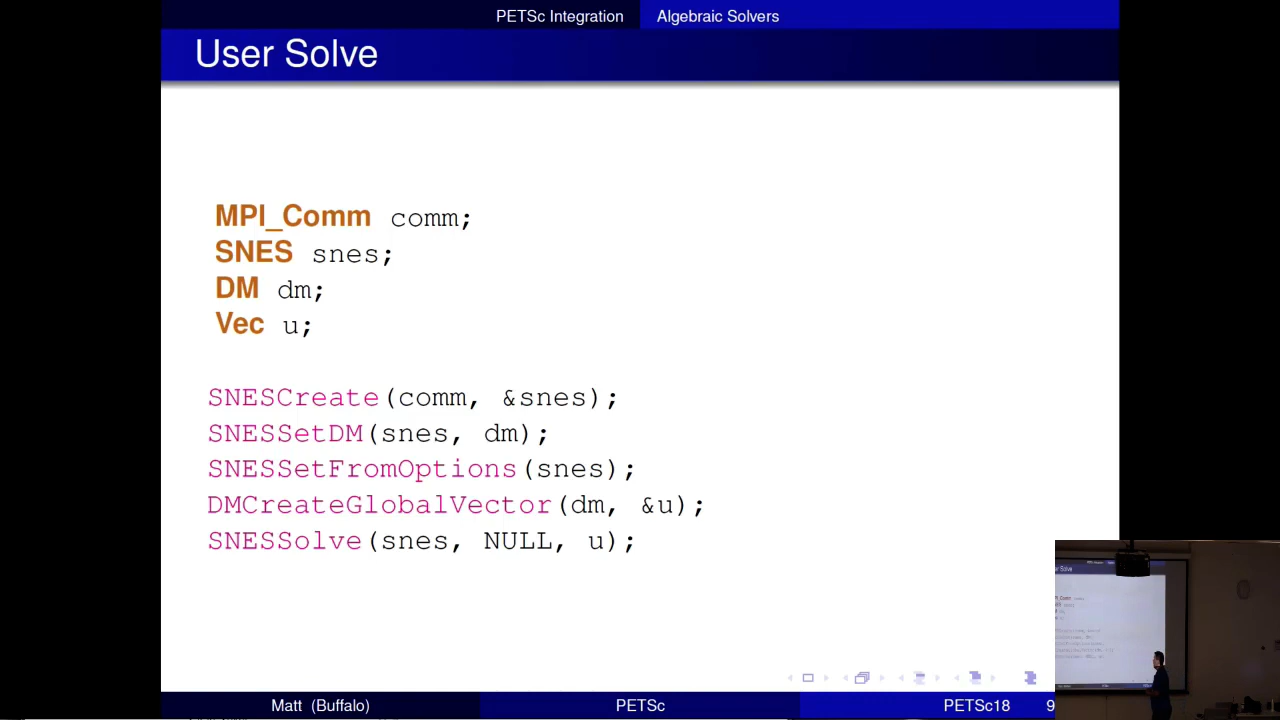 PETSc Integration Algebraic Solvers
User Solve
MPI_Comm comm;
SNES snes;
DM dm;
Vec u;
SNESCreate(comm, &snes);
SNESSetDM(snes, dm);
SNESSetFromOptions(snes);
DMCreateGlobalVector(dm, &u);
SNESSolve(snes, NULL, u);
Matt (Buffalo) PETSc PETSc18 9